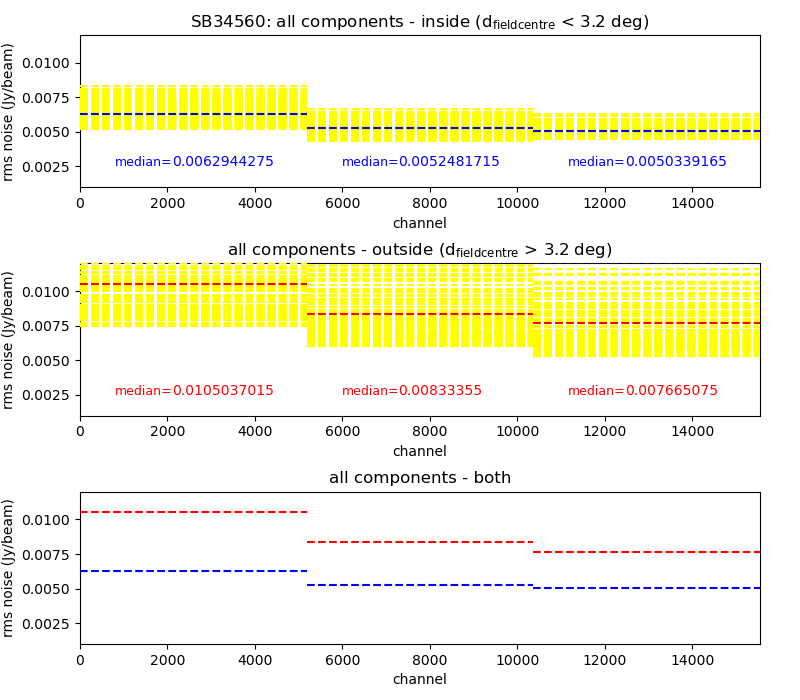 SB34560: all components - inside (dfieldcentre < 3.2 deg)
0.0100
0.0075
0.0050
0.0025
rms noise (Jy/beam)
median=0.0062944275 median=0.0052481715 median=0.0050339165
0 2000 4000 6000 8000 10000 12000 14000
channel
all components - outside (dfieldcentre > 3.2 deg)
0.0100
0.0075
0.0050
0.0025
rms noise (Jy/beam)
median=0.0105037015 median=0.00833355 median=0.007665075
0 2000 4000 6000 8000 10000 12000 14000
channel
all components - both
0.0100
0.0075
0.0050
0.0025
rms noise (Jy/beam)
0 2000 4000 6000 8000 10000 12000 14000
channel